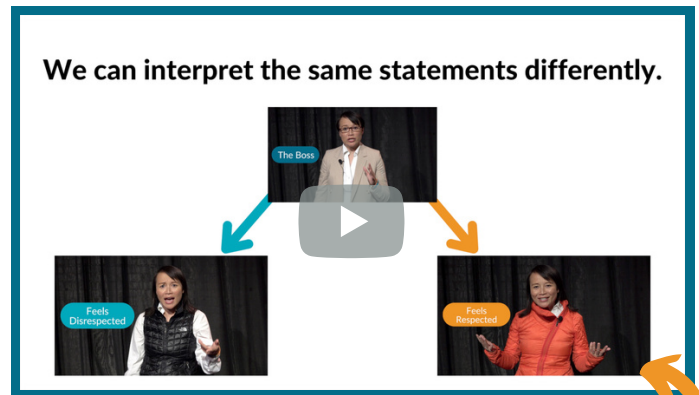 We can interpret the same statements differently.
The Boss
Feels
Disrespected
Feels
Respected